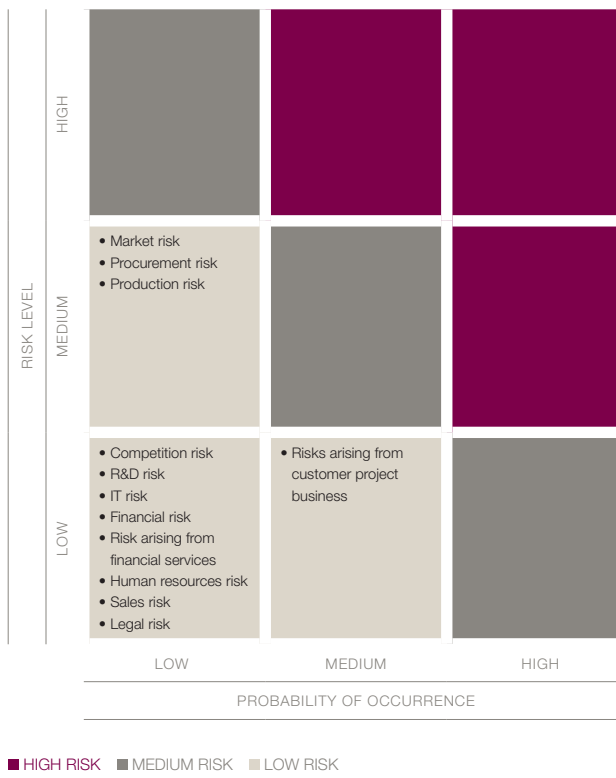 HIGH
• Market risk
• Procurement risk
• Production risk
RISK LEVEL
MEDIUM
• Competition risk
• R&D risk
• IT risk
• Financial risk
• Risk arising from
financial services
• Human resources risk
• Sales risk
• Legal risk
• Risks arising from
customer project
business
LOW
LOW
MEDIUM
HIGH
PROBABILITY OF OCCURRENCE
HIGH RISK
MEDIUM RISK
LOW RISK